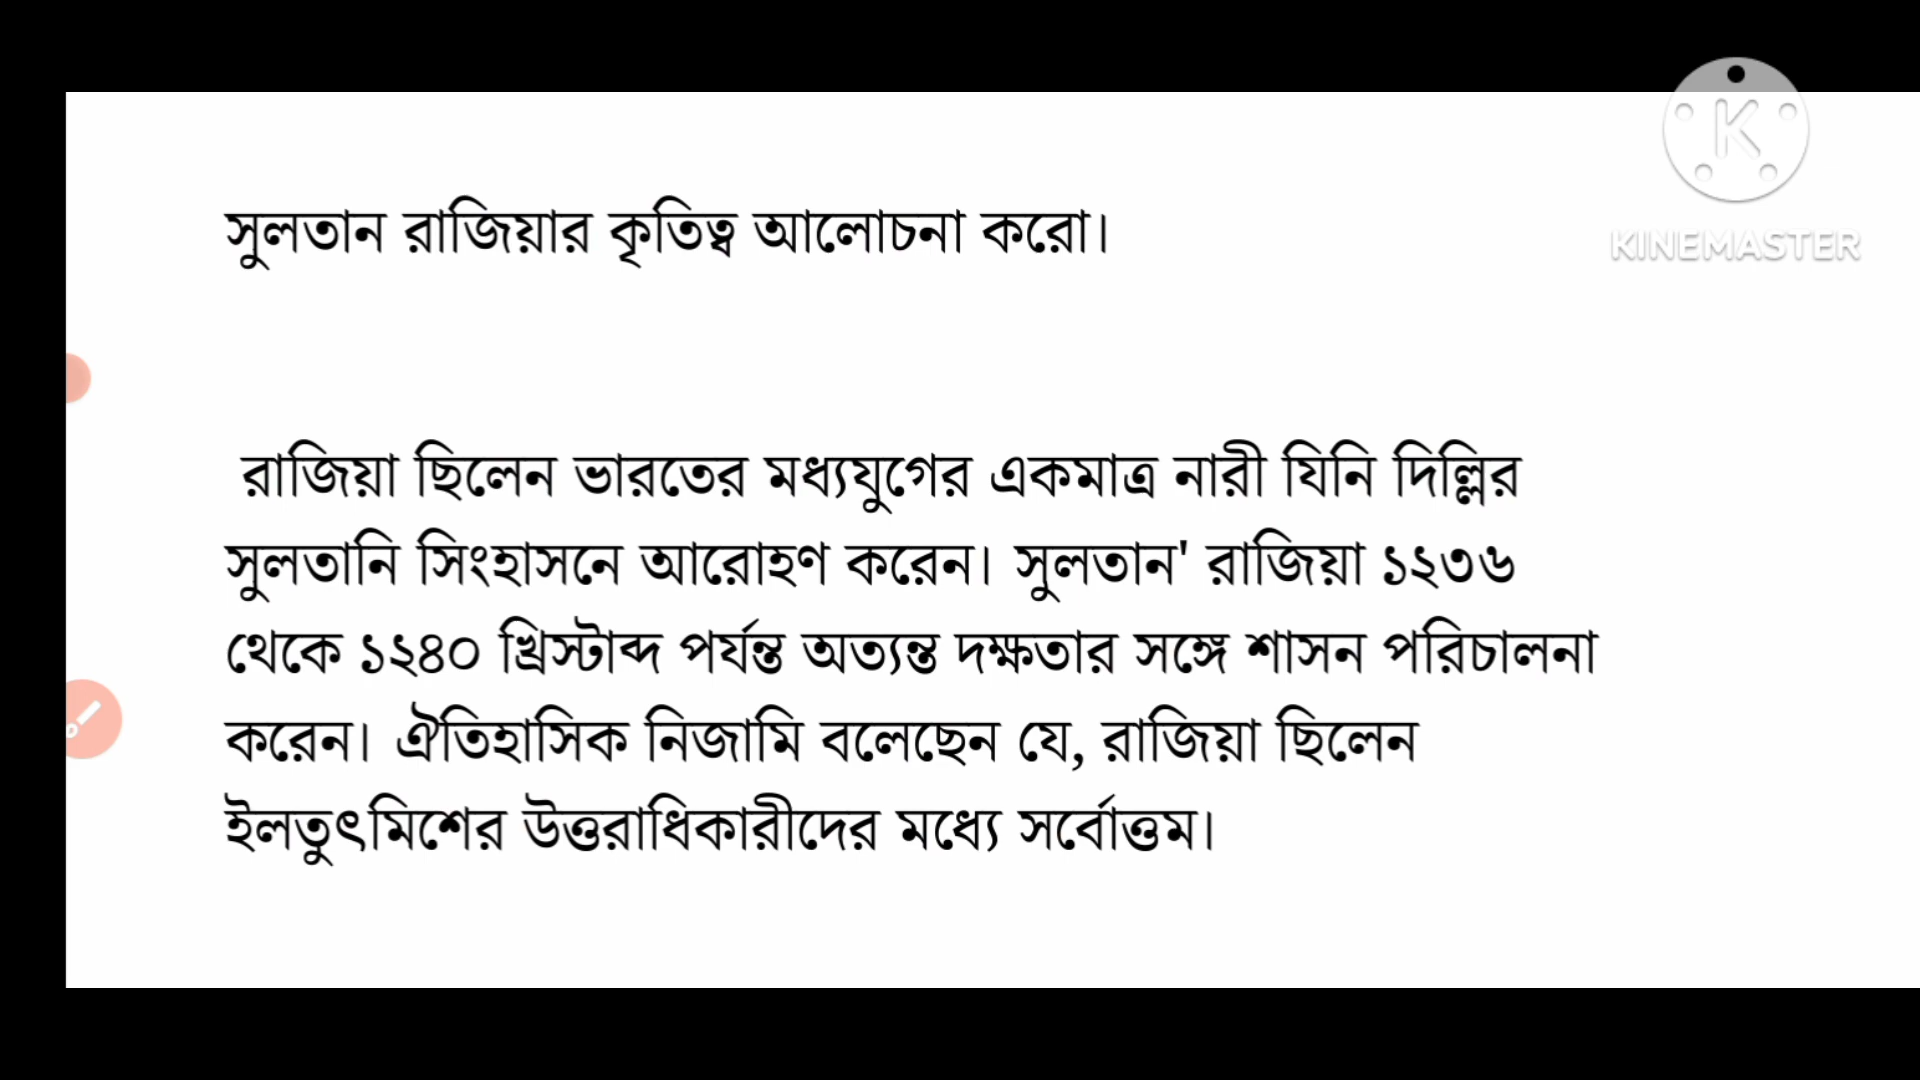 সুলতান রাজিয়ার কৃতিত্ব আলোচনা করো।
K
KINEMASTER
রাজিয়া ছিলেন ভারতের মধ্যযুগের একমাত্র নারী যিনি দিল্লির
সুলতানি সিংহাসনে আরোহণ করেন। সুলতান' রাজিয়া ১২৩৬
থেকে ১২৪০ খ্রিস্টাব্দ পর্যন্ত অত্যন্ত দক্ষতার সঙ্গে শাসন পরিচালনা
করেন। ঐতিহাসিক নিজামি বলেছেন যে, রাজিয়া ছিলেন
ইলতুৎমিশের উত্তরাধিকারীদের মধ্যে সর্বোত্তম।